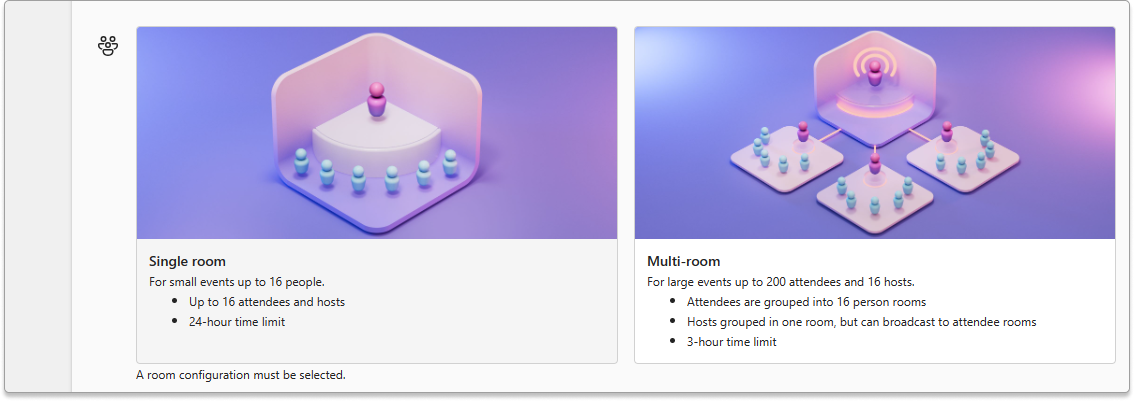 Single room
For small events up to 16 people.
Up to 16 attendees and hosts
24-hour time limit
Multi-room
For large events up to 200 attendees and 16 hosts.
Attendees are grouped into 16 person rooms
Hosts grouped in one room, but can broadcast to attendee rooms
3-hour time limit
A room configuration must be selected.